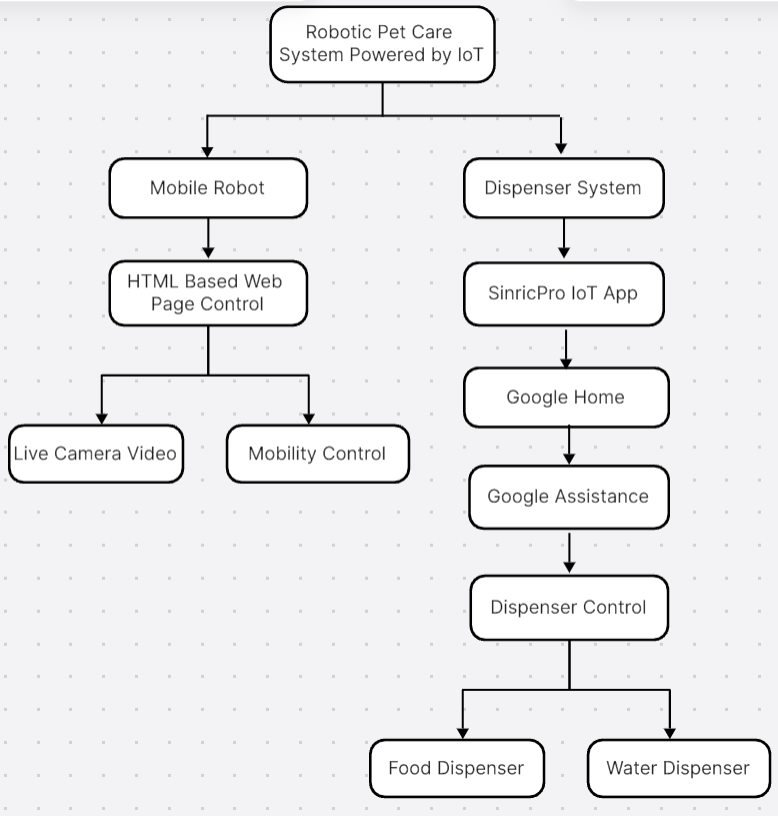 Robotic Pet Care
System Powered by IoT
Mobile Robot
Dispenser System
HTML Based Web
Page Control
SinricPro IoT App
Google Home
Live Camera Video
Mobility Control
Google Assistance
Dispenser Control
Food Dispenser
Water Dispenser